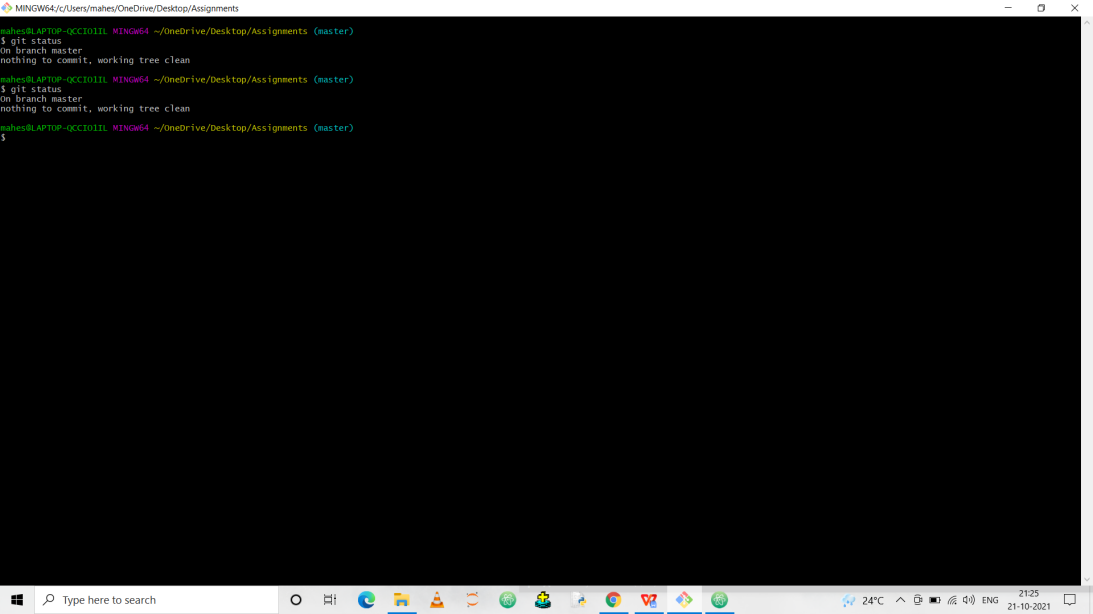 MINGW64:/c/Users/mahes/OneDrive/Desktop/Assignments
mahes@LAPTOP-QCCIO1IL MINGW64 ~/OneDrive/Desktop/Assignments (master)
$ git status
On branch master
nothing to commit, working tree clean
mahes@LAPTOP-QCCIO1IL MINGW64 ~/OneDrive/Desktop/Assignments (master)
$ git status
On branch master
nothing to commit, working tree clean
mahes@LAPTOP-QCCIO1IL MINGW64 ~/OneDrive/Desktop/Assignments (master)
$
Type here to search
24°C
ENG
21:25
21-10-2021